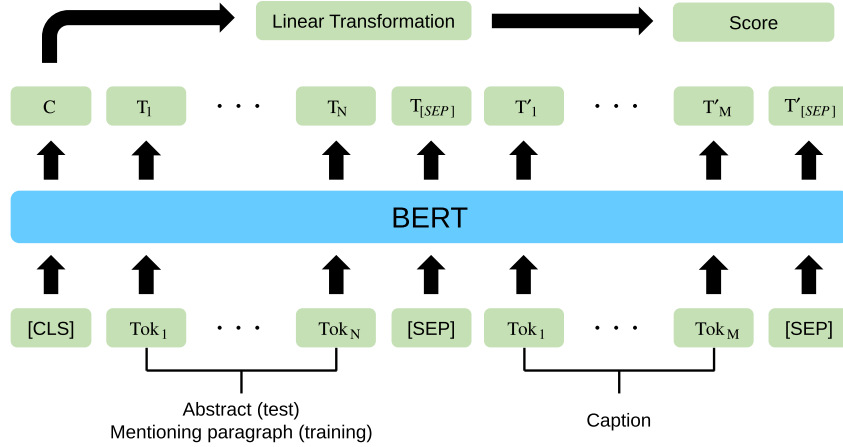 Linear Transformation Score
C T1 . . . TN T[SEP] T′1 . . . T′M T′[SEP]
BERT
[CLS] Tok1 . . . TokN [SEP] Tok1 . . . TokM [SEP]
Abstract (test)
Mentioning paragraph (training)
Caption